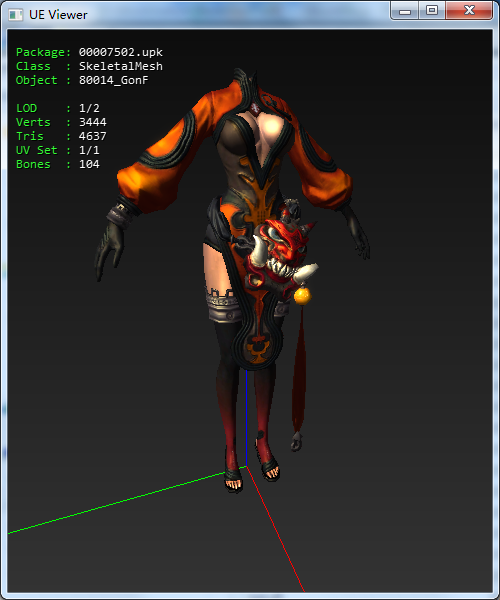 UE Viewer
Package: 00007502.upk
Class : SkeletalMesh
Object : 80014_GonF
LOD : 1/2
Verts : 3444
Tris : 4637
UV Set : 1/1
Bones : 104